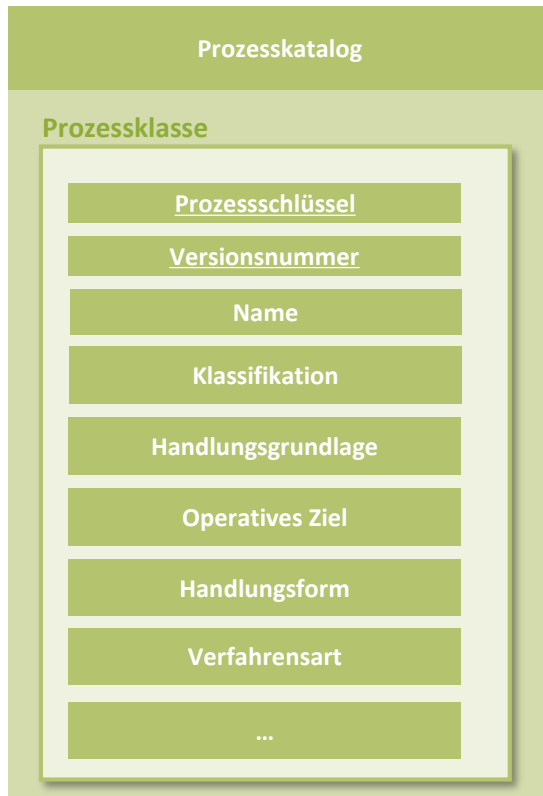 Prozesskatalog
Prozessklasse
Prozessschlüssel
Versionsnummer
Name
Klassifikation
Handlungsgrundlage
Operatives Ziel
Handlungsform
Verfahrensart
...